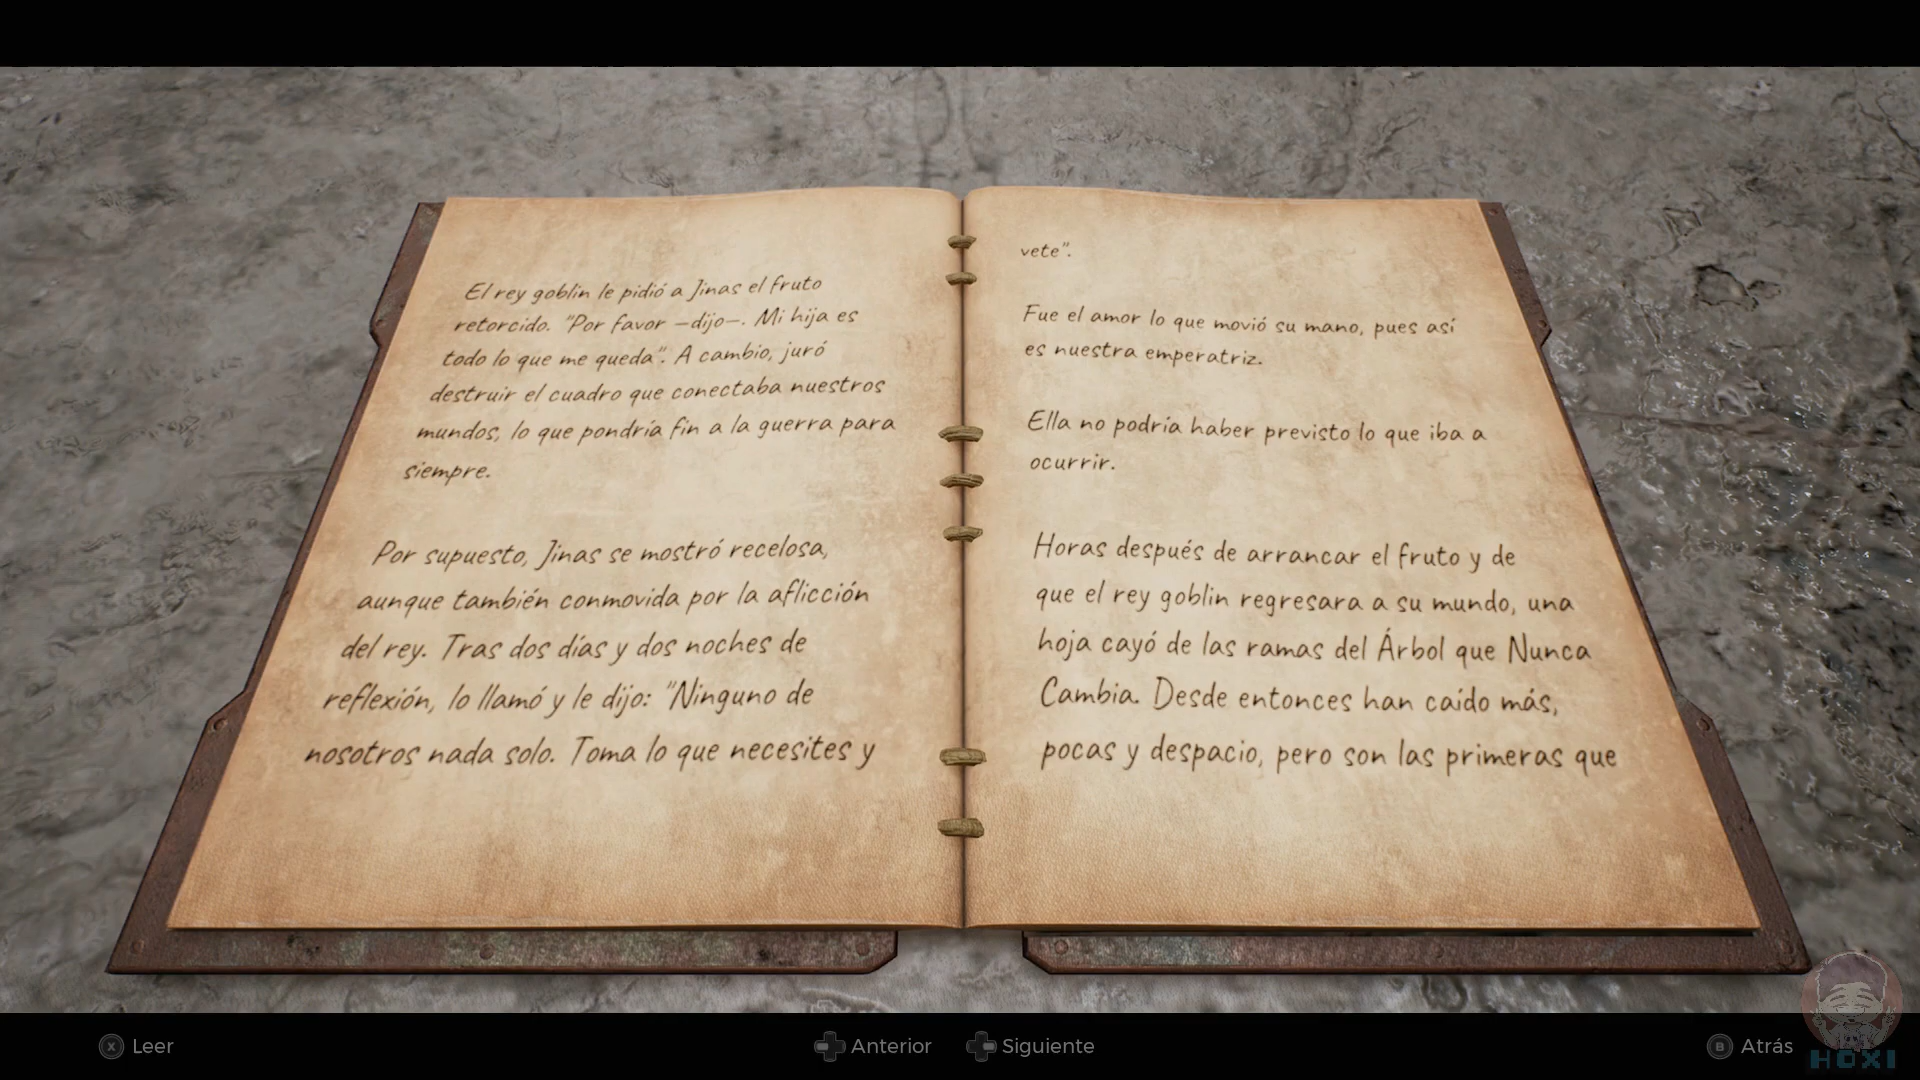 El rey goblin le pidió a Jinas el fruto
retorcido. "Por favor —dijo—. Mi hija es
todo lo que me queda". A cambio, juró
destruir el cuadro que conectaba nuestros
mundos, lo que pondría fin a la guerra para
siempre.
Por supuesto, Jinas se mostró recelosa,
aunque también conmovida por la aflicción
del rey. Tras dos días y dos noches de
reflexión, lo llamó y le dijo: "Ninguno de
nosotros nada solo. Toma lo que necesites y
vete".
Fue el amor lo que movió su mano, pues así
es nuestra emperatriz.
Ella no podría haber previsto lo que iba a
ocurrir.
Horas después de arrancar el fruto y de
que el rey goblin regresara a su mundo, una
hoja cayó de las ramas del Árbol que Nunca
Cambia. Desde entonces han caído más,
pocas y despacio, pero son las primeras que
X Leer
Anterior
Siguiente
B Atrás
HOXI